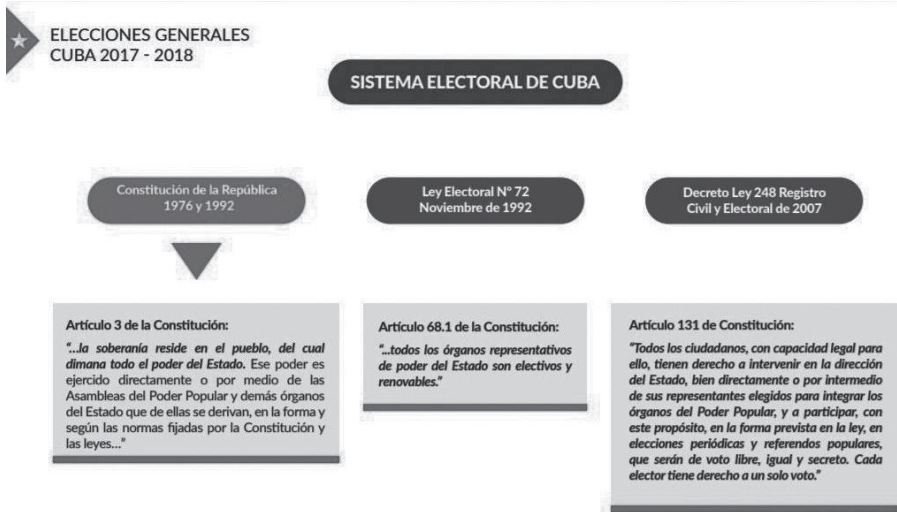 ELECCIONES GENERALES
CUBA 2017 - 2018
SISTEMA ELECTORAL DE CUBA
Constitución de la República
1976 y 1992
Ley Electoral N° 72
Noviembre de 1992
Decreto Ley 248 Registro
Civil y Electoral de 2007
Artículo 3 de la Constitución:
"...la soberanía reside en el pueblo, del cual
dimana todo el poder del Estado. Ese poder es
ejercido directamente o por medio de las
Asambleas del Poder Popular y demás órganos
del Estado que de ellas se derivan, en la forma y
según las normas fijadas por la Constitución y
las leyes..."
Artículo 68.1 de la Constitución:
"...todos los órganos representativos
de poder del Estado son electivos y
renovables."
Artículo 131 de Constitución:
"Todos los ciudadanos, con capacidad legal para
ello, tienen derecho a intervenir en la dirección
del Estado, bien directamente o por intermedio
de sus representantes elegidos para integrar los
órganos del Poder Popular, y a participar, con
este propósito, en la forma prevista en la ley, en
elecciones periódicas y referendos populares,
que serán de voto libre, igual y secreto. Cada
elector tiene derecho a un solo voto."